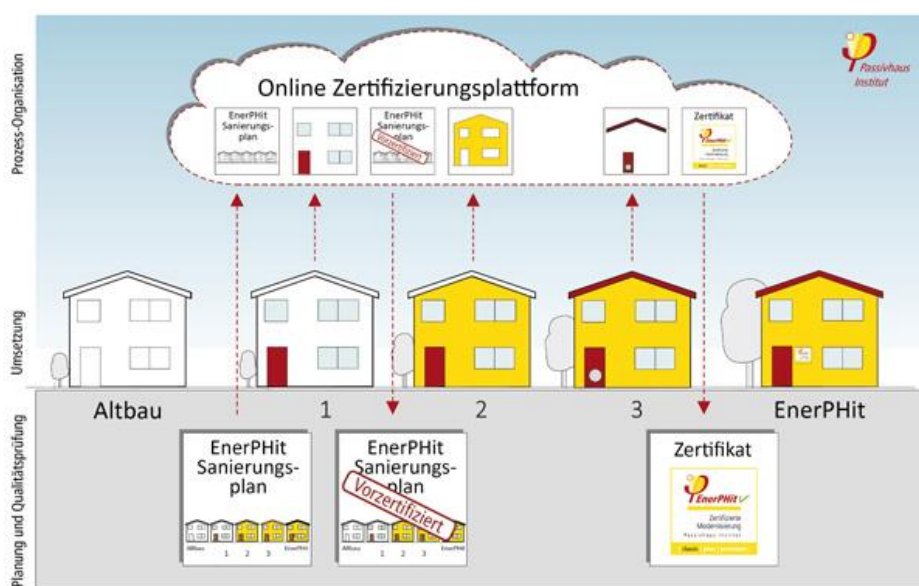 Prozess-Organisation
Online Zertifizierungsplattform
Passivhaus
Institut
EnerPHit
Sanierungs-
plan
EnerPHit
Sanierungs-
plan
Vorzertifiziert
Zertifikat
EnerPHit
Umsetzung
Altbau
1
2
3
EnerPHit
Planung und Qualitätsprüfung
EnerPHit
Sanierungs-
plan
Altbau 1 2 3 EnerPHit
EnerPHit
Sanierungs-
plan
Vorzertifiziert
Altbau 1 2 3 EnerPHit
Zertifikat
EnerPHit
Zertifizierte
Modernisierung
Passivhaus Institut